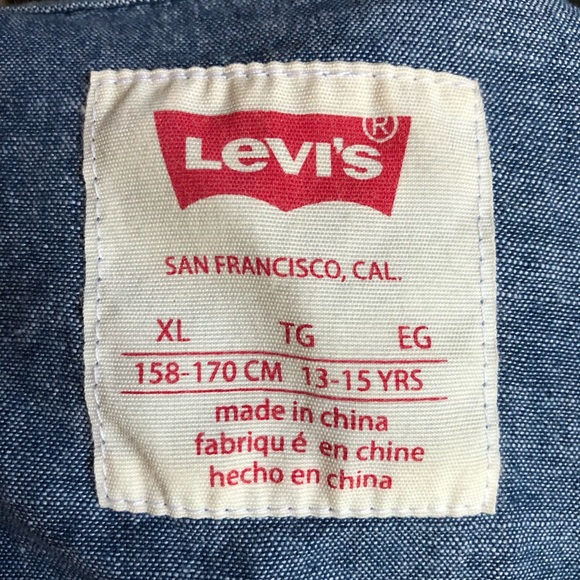 Levi's®
SAN FRANCISCO, CAL.
XL TG EG
158-170 CM 13-15 YRS
made in china
fabriqu é en chine
hecho en china